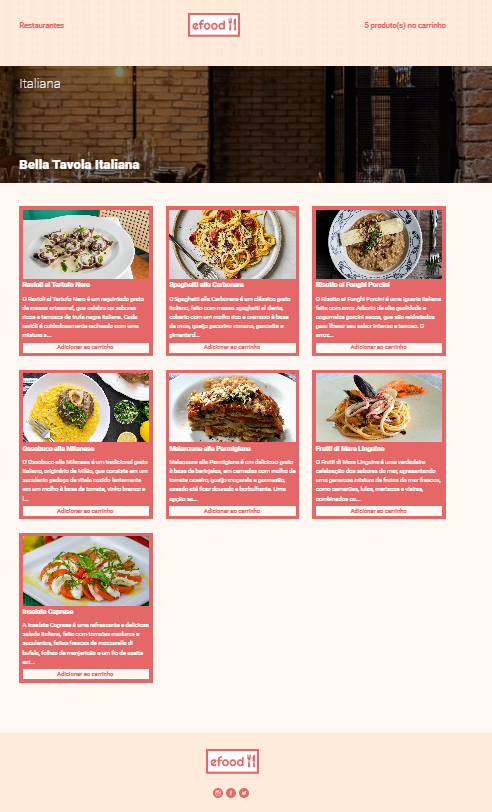 Restaurantes
efood
5 produto(s) no carrinho
Italiana
Bella Tavola Italiana
Ravioli al Tartufo Nero
O Ravioli al Tartufo Nero é um requintado prato
de massa artesanal, que celebra os sabores
ricos e terrosos da trufa negra italiana. Cada
ravióli é cuidadosamente recheado com uma
mistura s...
Adicionar ao carrinho
Spaghetti alla Carbonara
O Spaghetti alla Carbonara é um clássico prato
italiano, feito com massa spaghetti al dente,
coberta com um molho rico e cremoso à base
de ovos, queijo pecorino romano, pancetta e
pimenta-d...
Adicionar ao carrinho
Risotto ai Funghi Porcini
O Risotto ai Funghi Porcini é uma iguaria italiana
feita com arroz Arborio de alta qualidade e
cogumelos porcini secos, que são reidratados
para liberar seu sabor intenso e terroso. O
arroz...
Adicionar ao carrinho
Ossobuco alla Milanese
O Ossobuco alla Milanese é um tradicional prato
italiano, originário de Milão, que consiste em um
suculento pedaço de vitela cozido lentamente
em um molho à base de tomate, vinho branco e
l...
Adicionar ao carrinho
Melanzane alla Parmigiana
Melanzane alla Parmigiana é um delicioso prato
à base de berinjelas, em camadas com molho de
tomate caseiro, queijo muçarela e parmesão,
assado até ficar dourado e borbulhante. Uma
opção sa...
Adicionar ao carrinho
Frutti di Mare Linguine
O Frutti di Mare Linguine é uma verdadeira
celebração dos sabores do mar, apresentando
uma generosa mistura de frutos do mar frescos,
como camarões, lulas, mariscos e vieiras,
combinados co...
Adicionar ao carrinho
Insalata Caprese
A Insalata Caprese é uma refrescante e deliciosa
salada italiana, feita com tomates maduros e
suculentos, fatias frescas de mozzarella di
bufala, folhas de manjericão e um fio de azeite
ext...
Adicionar ao carrinho
efood